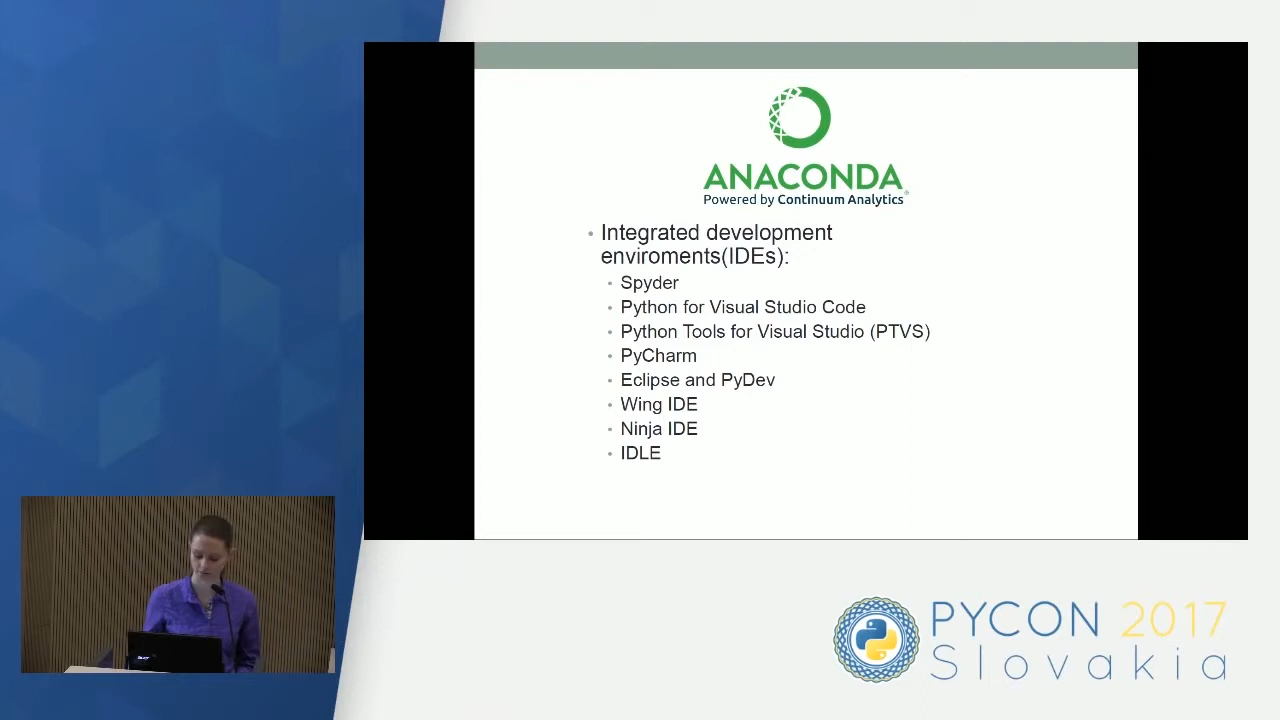 ANACONDA
Powered by Continuum Analytics®
• Integrated development
enviroments(IDEs):
• Spyder
• Python for Visual Studio Code
• Python Tools for Visual Studio (PTVS)
• PyCharm
• Eclipse and PyDev
• Wing IDE
• Ninja IDE
• IDLE
PYCON 2017
Slovakia